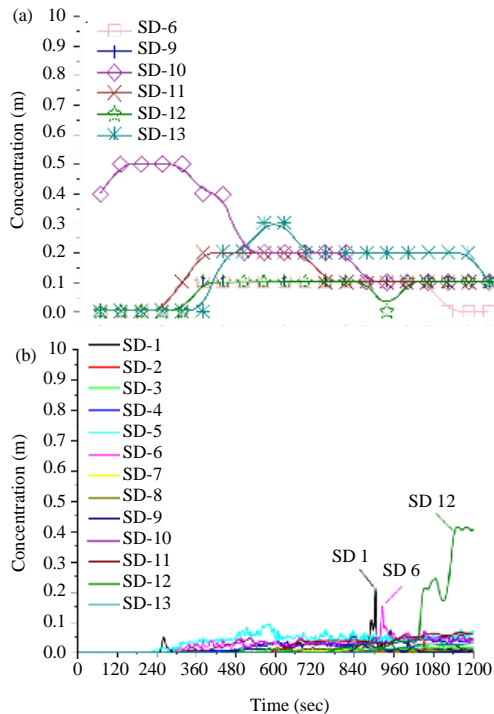 (a)
10
0.9
0.8
0.7
0.6
0.5
0.4
0.3
0.2
0.1
0.0
Concentration (m)
SD-6
SD-9
SD-10
SD-11
SD-12
SD-13
(b)
10
0.9
0.8
0.7
0.6
0.5
0.4
0.3
0.2
0.1
0.0
Concentration (m)
SD-1
SD-2
SD-3
SD-4
SD-5
SD-6
SD-7
SD-8
SD-9
SD-10
SD-11
SD-12
SD-13
SD 1
SD 6
SD 12
0 120 240 360 480 600 720 840 960 1080 1200
Time (sec)